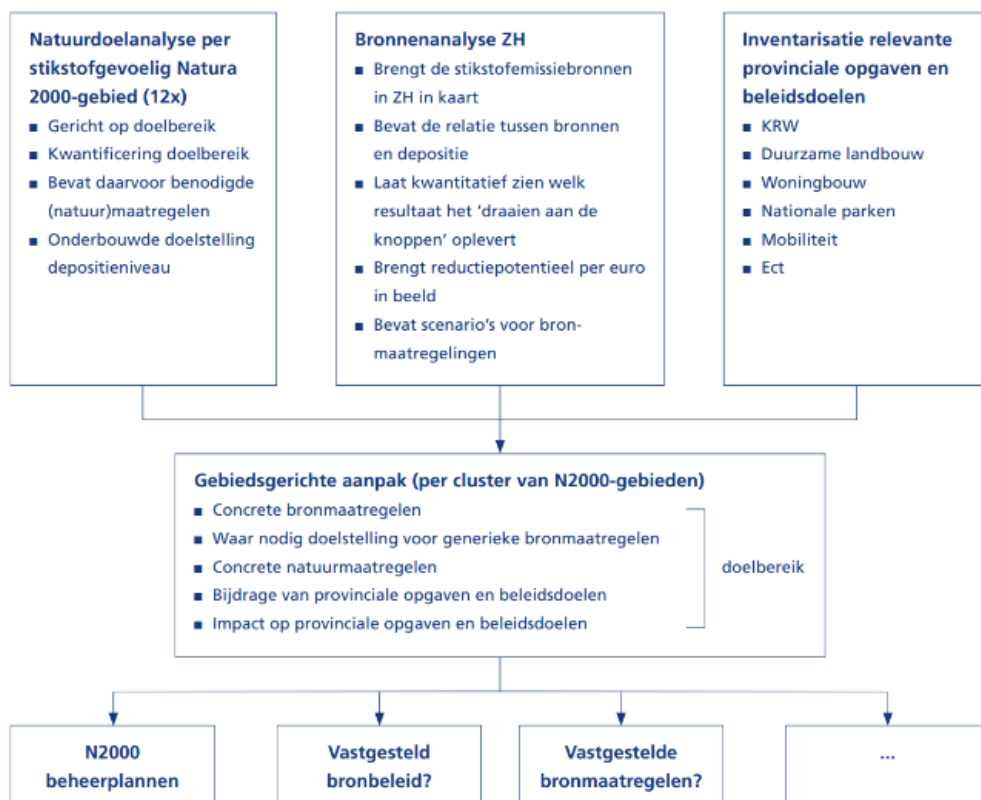 Natuurdoelanalyse per
stikstofgevoelig Natura
2000-gebied (12x)
■ Gericht op doelbereik
■ Kwantificering doelbereik
■ Bevat daarvoor benodigde
(natuur)maatregelen
■ Onderbouwde doelstelling
depositieniveau
Bronnenanalyse ZH
■ Brengt de stikstofemissiebronnen
in ZH in kaart
■ Bevat de relatie tussen bronnen
en depositie
■ Laat kwantitatief zien welk
resultaat het ‘draaien aan de
knoppen’ oplevert
■ Brengt reductiepotentieel per euro
in beeld
■ Bevat scenario’s voor bron-
maatregelingen
Inventarisatie relevante
provinciale opgaven en
beleidsdoelen
■ KRW
■ Duurzame landbouw
■ Woningbouw
■ Nationale parken
■ Mobiliteit
■ Ect
Gebiedsgerichte aanpak (per cluster van N2000-gebieden)
■ Concrete bronmaatregelen
■ Waar nodig doelstelling voor generieke bronmaatregelen
■ Concrete natuurmaatregelen
■ Bijdrage van provinciale opgaven en beleidsdoelen
■ Impact op provinciale opgaven en beleidsdoelen
doelbereik
N2000
beheerplannen
Vastgesteld
bronbeleid?
Vastgestelde
bronmaatregelen?
...